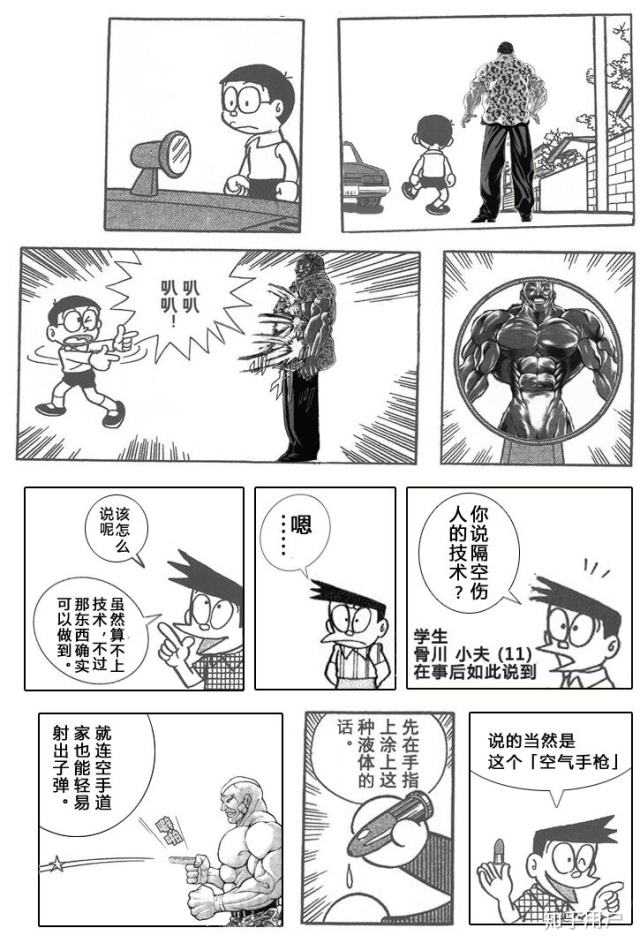 叭叭
叭叭！
你说隔空伤
人的技术？
学生
骨川 小夫 (11)
在事后如此说到
嗯
……
该怎么
说呢
虽然算不上
技术，不过
那东西确实
可以做到。
说的当然是
这个「空气手枪」
先在手指
上涂上这
种液体的
话。
就连空手道
家也能轻易
射出子弹。
知乎用户